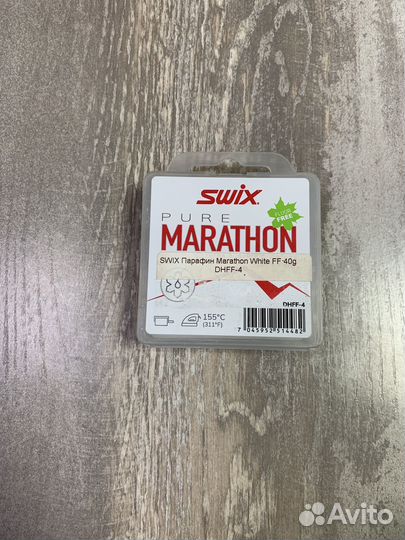 SWIX
FLUOR
FREE
PURE
MARATHON
SWIX Парафин Marathon White FF 40g
DHFF-4
DHFF-4
155°C
(311°F)
7 045952 514482
Avito